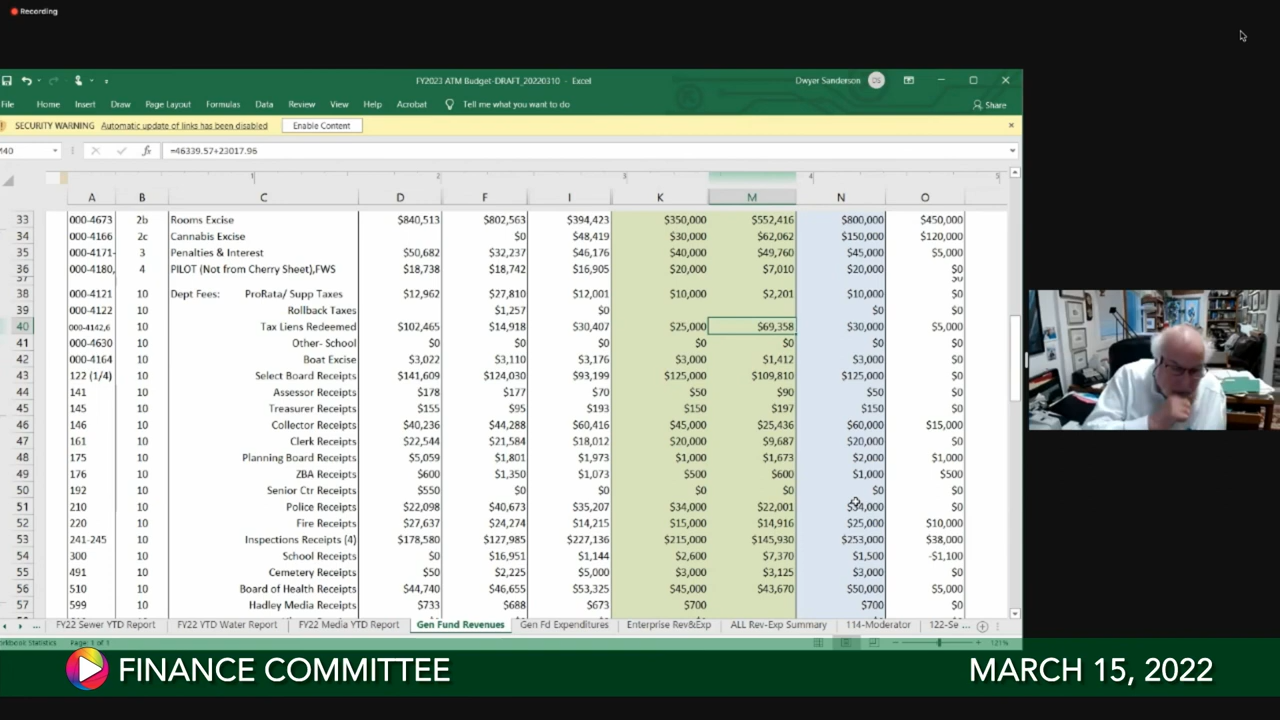 Recording
FY2023 ATM Budget-DRAFT_20220310 - Excel
Dwyer Sanderson
DS
File Home Insert Draw Page Layout Formulas Data Review View Help Acrobat Tell me what you want to do
Share
SECURITY WARNING Automatic update of links has been disabled Enable Content
fx =46339.57+23017.96
A B C D F I K M N O
33 000-4673 2b Rooms Excise $840,513 $802,563 $394,423 $350,000 $552,416 $800,000 $450,000
34 000-4166 2c Cannabis Excise $0 $48,419 $30,000 $62,062 $150,000 $120,000
35 000-4171- 3 Penalties & Interest $50,682 $32,237 $46,176 $40,000 $49,760 $45,000 $5,000
36 000-4180, 4 PILOT (Not from Cherry Sheet),FWS $18,738 $18,742 $16,905 $20,000 $7,010 $20,000 $0
37 $0
38 000-4121 10 Dept Fees: ProRata/ Supp Taxes $12,962 $27,810 $12,001 $10,000 $2,201 $10,000 $0
39 000-4122 10 Rollback Taxes $1,257 $0 $0 $0
40 000-4142,6 10 Tax Liens Redeemed $102,465 $14,918 $30,407 $25,000 $69,358 $30,000 $5,000
41 000-4630 10 Other- School $0 $0 $0 $0 $0 $0 $0
42 000-4164 10 Boat Excise $3,022 $3,110 $3,176 $3,000 $1,412 $3,000 $0
43 122 (1/4) 10 Select Board Receipts $141,609 $124,030 $93,199 $125,000 $109,810 $125,000 $0
44 141 10 Assessor Receipts $178 $177 $70 $50 $90 $50 $0
45 145 10 Treasurer Receipts $155 $95 $193 $150 $197 $150 $0
46 146 10 Collector Receipts $40,236 $44,288 $60,416 $45,000 $25,436 $60,000 $15,000
47 161 10 Clerk Receipts $22,544 $21,584 $18,012 $20,000 $9,687 $20,000 $0
48 175 10 Planning Board Receipts $5,059 $1,801 $1,973 $1,000 $1,673 $2,000 $1,000
49 176 10 ZBA Receipts $600 $1,350 $1,073 $500 $600 $1,000 $500
50 192 10 Senior Ctr Receipts $550 $0 $0 $0 $0 $0 $0
51 210 10 Police Receipts $22,098 $40,673 $35,207 $34,000 $22,001 $34,000 $0
52 220 10 Fire Receipts $27,637 $24,274 $14,215 $15,000 $14,916 $25,000 $10,000
53 241-245 10 Inspections Receipts (4) $178,580 $127,985 $227,136 $215,000 $145,930 $253,000 $38,000
54 300 10 School Receipts $0 $16,951 $1,144 $2,600 $7,370 $1,500 -$1,100
55 491 10 Cemetery Receipts $50 $2,225 $5,000 $3,000 $3,125 $3,000 $0
56 510 10 Board of Health Receipts $44,740 $46,655 $53,325 $45,000 $43,670 $50,000 $5,000
57 599 10 Hadley Media Receipts $733 $688 $673 $700 $700 $0
... FY22 Sewer YTD Report FY22 YTD Water Report FY22 Media YTD Report Gen Fund Revenues Gen Fd Expenditures Enterprise Rev&Exp ALL Rev-Exp Summary 114-Moderator 122-Se ...
Page: 1 of 1 121%
FINANCE COMMITTEE
MARCH 15, 2022